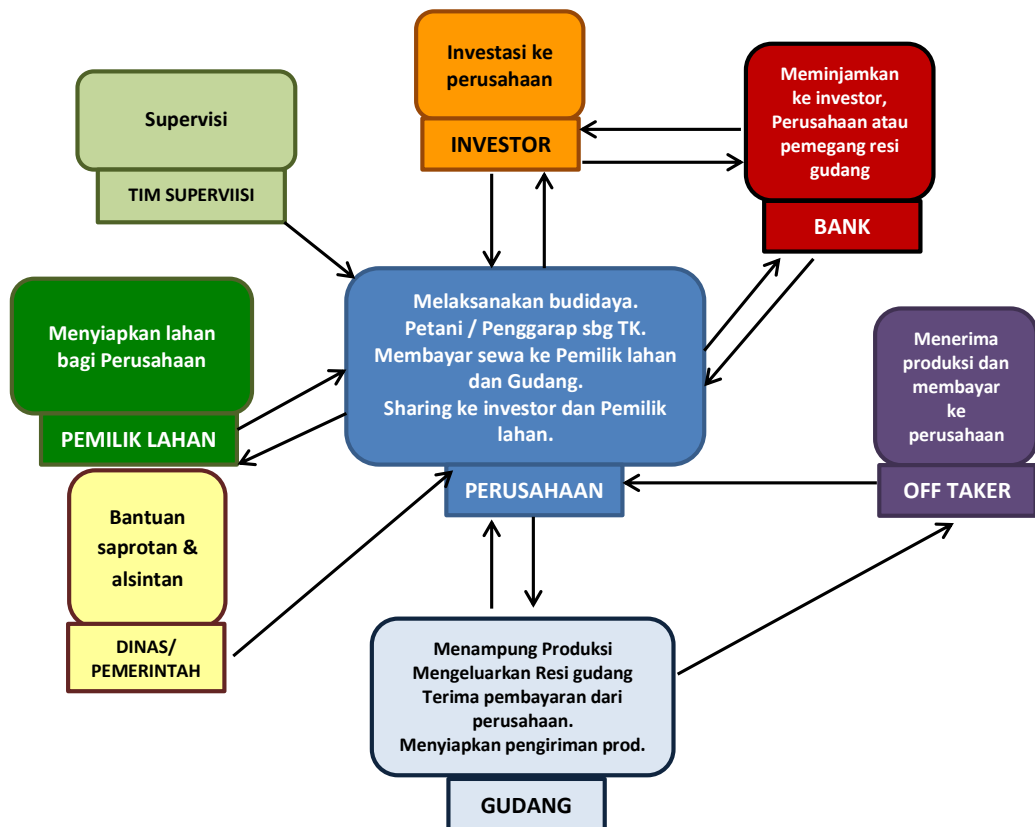 Investasi ke
perusahaan
INVESTOR
Meminjamkan
ke investor,
Perusahaan atau
pemegang resi
gudang
BANK
Supervisi
TIM SUPERVIISI
Menyiapkan lahan
bagi Perusahaan
PEMILIK LAHAN
Melaksanakan budidaya.
Petani / Penggarap sbg TK.
Membayar sewa ke Pemilik lahan
dan Gudang.
Sharing ke investor dan Pemilik
lahan.
PERUSAHAAN
Menerima
produksi dan
membayar
ke
perusahaan
OFF TAKER
Bantuan
saprotan &
alsintan
DINAS/
PEMERINTAH
Menampung Produksi
Mengeluarkan Resi gudang
Terima pembayaran dari
perusahaan.
Menyiapkan pengiriman prod.
GUDANG